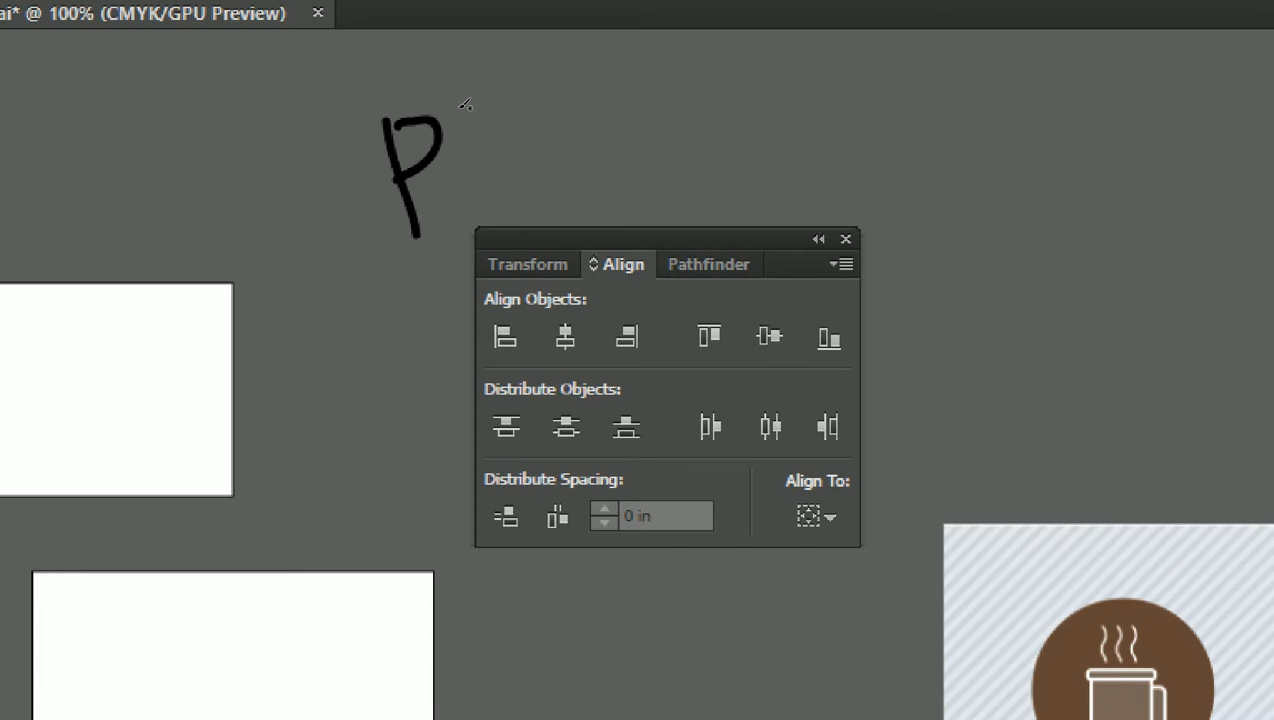 ai* @ 100% (CMYK/GPU Preview)
P
Transform Align Pathfinder
Align Objects:
Distribute Objects:
Distribute Spacing: Align To:
0 in